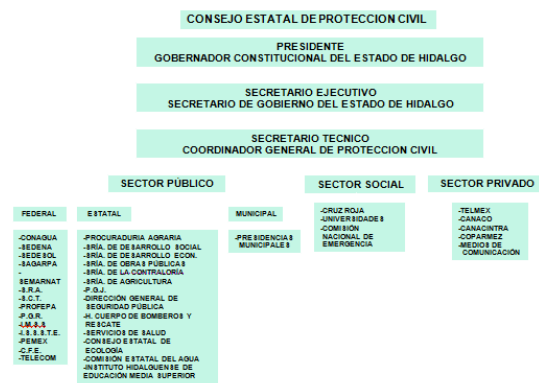 CONSEJO ESTATAL DE PROTECCION CIVIL
PRESIDENTE
GOBERNADOR CONSTITUCIONAL DEL ESTADO DE HIDALGO
SECRETARIO EJECUTIVO
SECRETARIO DE GOBIERNO DEL ESTADO DE HIDALGO
SECRETARIO TECNICO
COORDINADOR GENERAL DE PROTECCION CIVIL
SECTOR PÚBLICO
FEDERAL
-CONAGUA
-SEDENA
-SEDESOL
-SAGARPA
-
SEMARNAT
-S.R.A.
-S.C.T.
-PROFEPA
-P.G.R.
-I.M.S.S
-I.S.S.S.T.E.
-PEMEX
-C.F.E.
-TELECOM
ESTATAL
-PROCURADURIA AGRARIA
-SRÍA. DE DESARROLLO SOCIAL
-SRÍA. DE DESARROLLO ECON.
-SRÍA. DE OBRAS PÚBLICAS
-SRÍA. DE LA CONTRALORÍA
-SRÍA. DE AGRICULTURA
-P.G.J.
-DIRECCIÓN GENERAL DE
SEGURIDAD PÚBLICA
-H. CUERPO DE BOMBEROS Y
RESCATE
-SERVICIOS DE SALUD
-CONSEJO ESTATAL DE
ECOLOGÍA
-COMISIÓN ESTATAL DEL AGUA
-INSTITUTO HIDALGUENSE DE
EDUCACIÓN MEDIA SUPERIOR
MUNICIPAL
-PRESIDENCIAS
MUNICIPALES
SECTOR SOCIAL
-CRUZ ROJA
-UNIVERSIDADES
-COMISIÓN
NACIONAL DE
EMERGENCIA
SECTOR PRIVADO
-TELMEX
-CANACO
-CANACINTRA
-COPARMEZ
-MEDIOS DE
COMUNICACIÓN